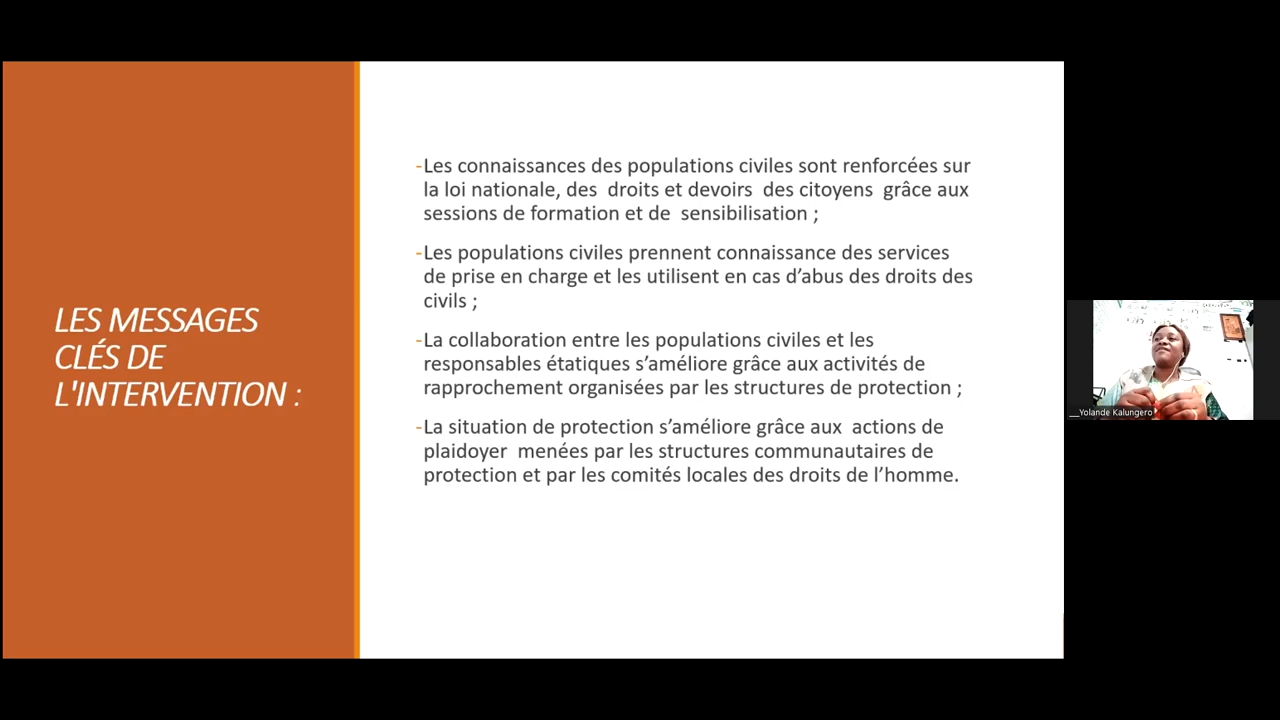 LES MESSAGES
CLÉS DE
L'INTERVENTION :
-Les connaissances des populations civiles sont renforcées sur
la loi nationale, des droits et devoirs des citoyens grâce aux
sessions de formation et de sensibilisation ;
-Les populations civiles prennent connaissance des services
de prise en charge et les utilisent en cas d’abus des droits des
civils ;
-La collaboration entre les populations civiles et les
responsables étatiques s’améliore grâce aux activités de
rapprochement organisées par les structures de protection ;
-La situation de protection s’améliore grâce aux actions de
plaidoyer menées par les structures communautaires de
protection et par les comités locales des droits de l’homme.
__Yolande Kalungero